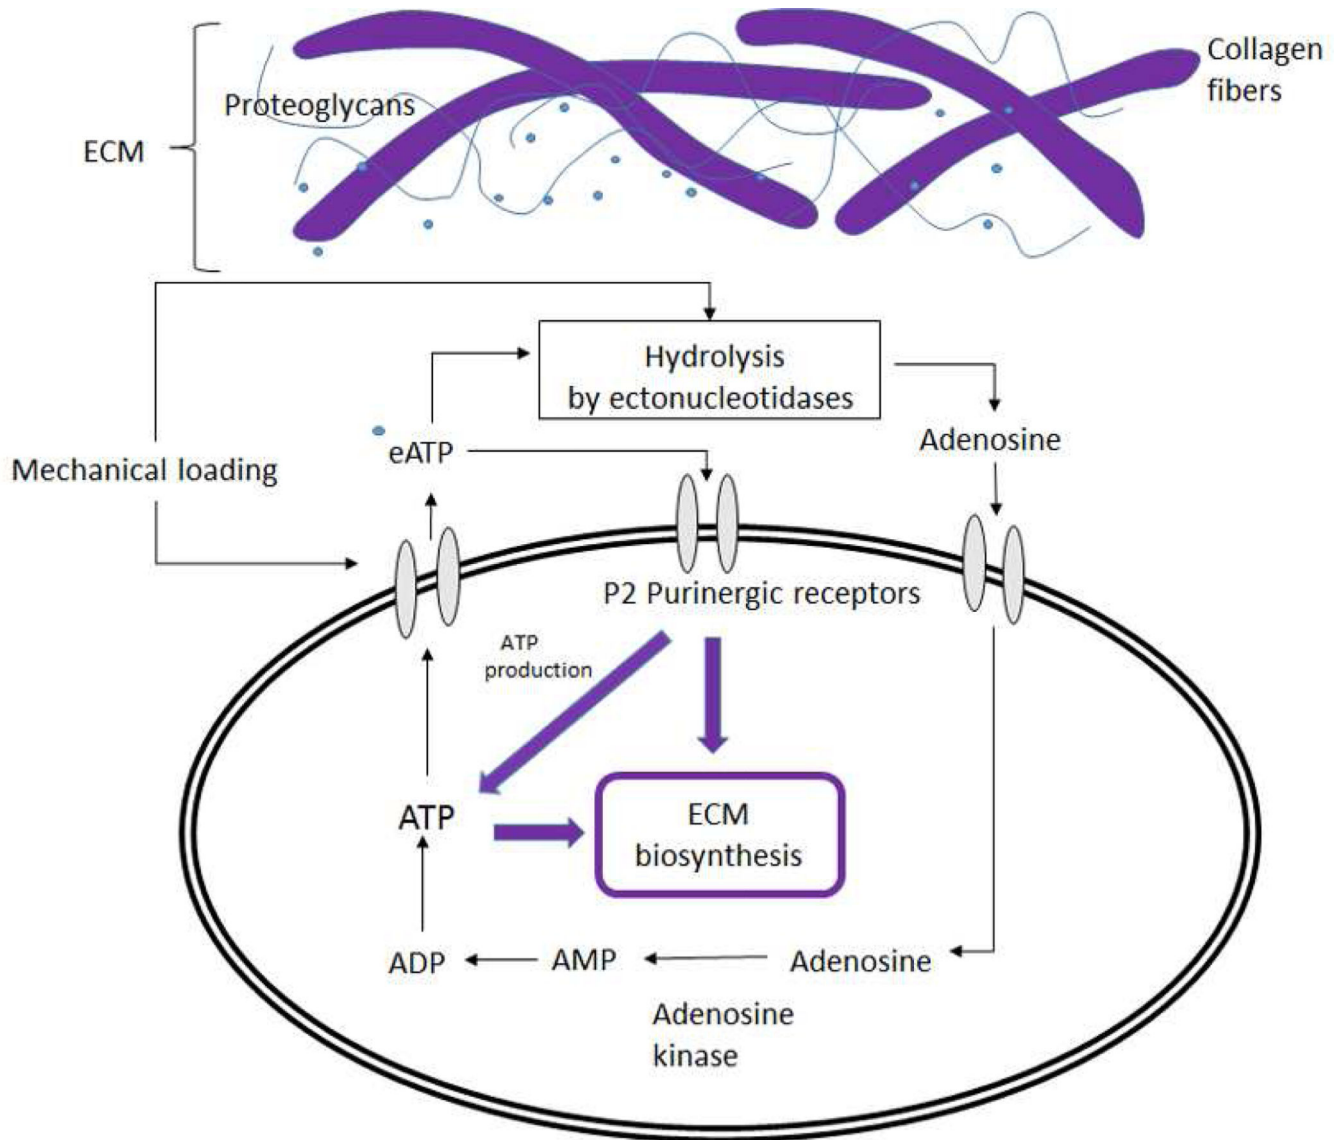 Collagen
fibers
Proteoglycans
ECM
Hydrolysis
by ectonucleotidases
Adenosine
eATP
Mechanical loading
P2 Purinergic receptors
ATP
production
ATP
ECM
biosynthesis
ADP
AMP
Adenosine
Adenosine
kinase